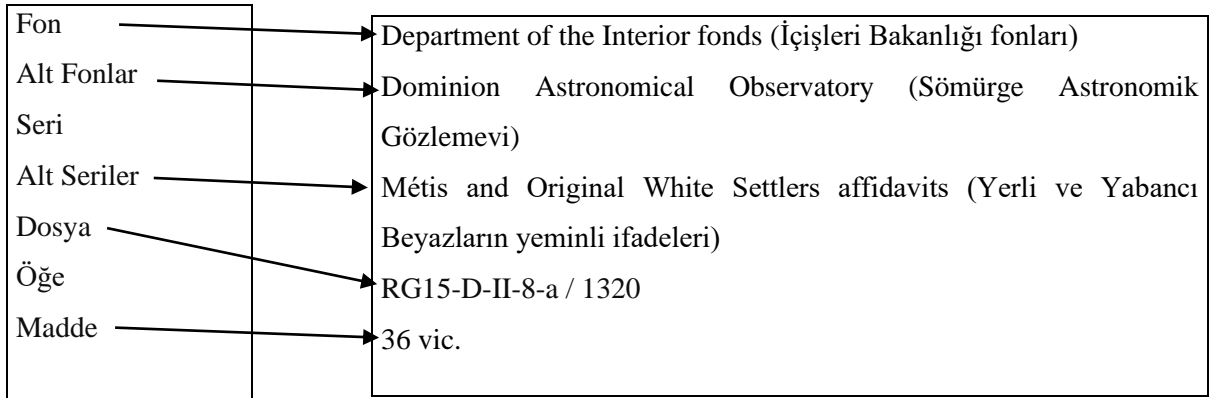 Fon
Alt Fonlar
Seri
Alt Seriler
Dosya
Öğe
Madde
Department of the Interior fonds (İçişleri Bakanlığı fonları)
Dominion Astronomical Observatory (Sömürge Astronomik
Gözlemevi)
Métis and Original White Settlers affidavits (Yerli ve Yabancı
Beyazların yeminli ifadeleri)
RG15-D-II-8-a / 1320
36 vic.